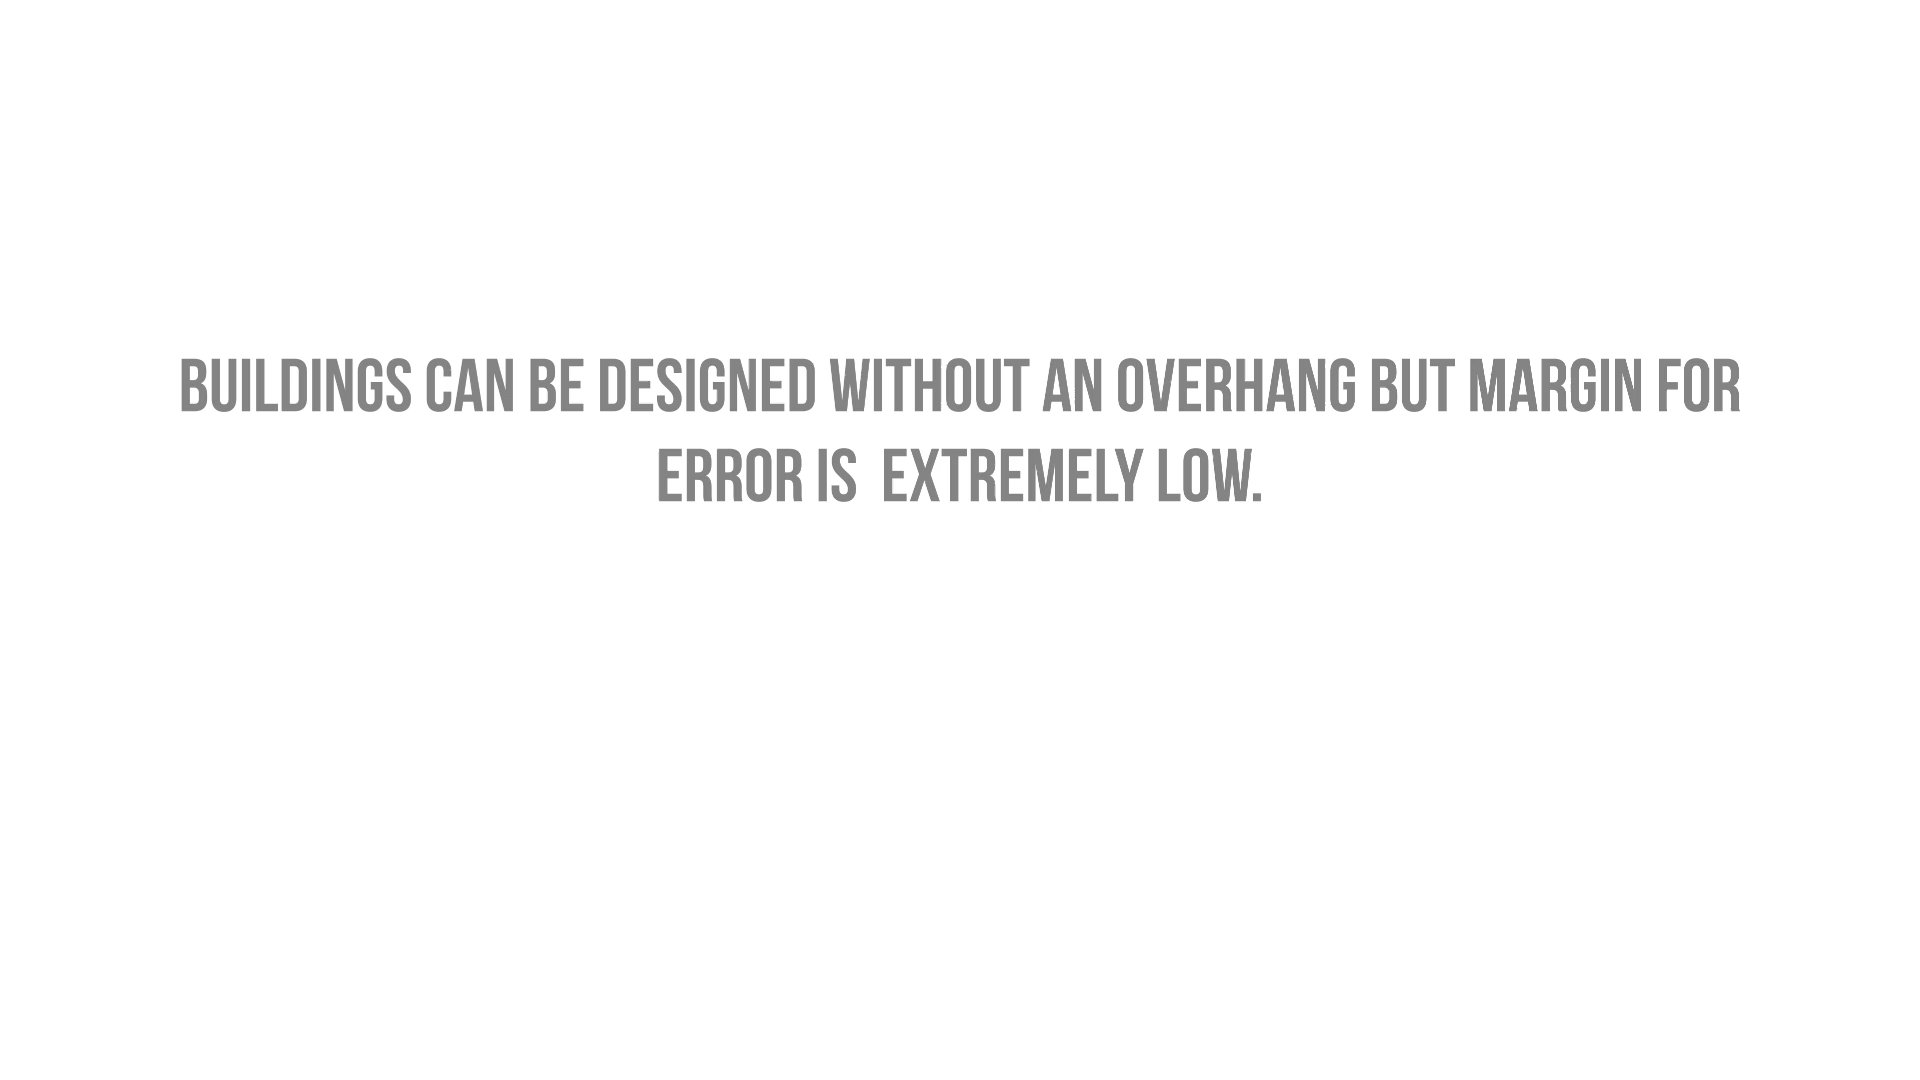 BUILDINGS CAN BE DESIGNED WITHOUT AN OVERHANG BUT MARGIN FOR
ERROR IS  EXTREMELY LOW.